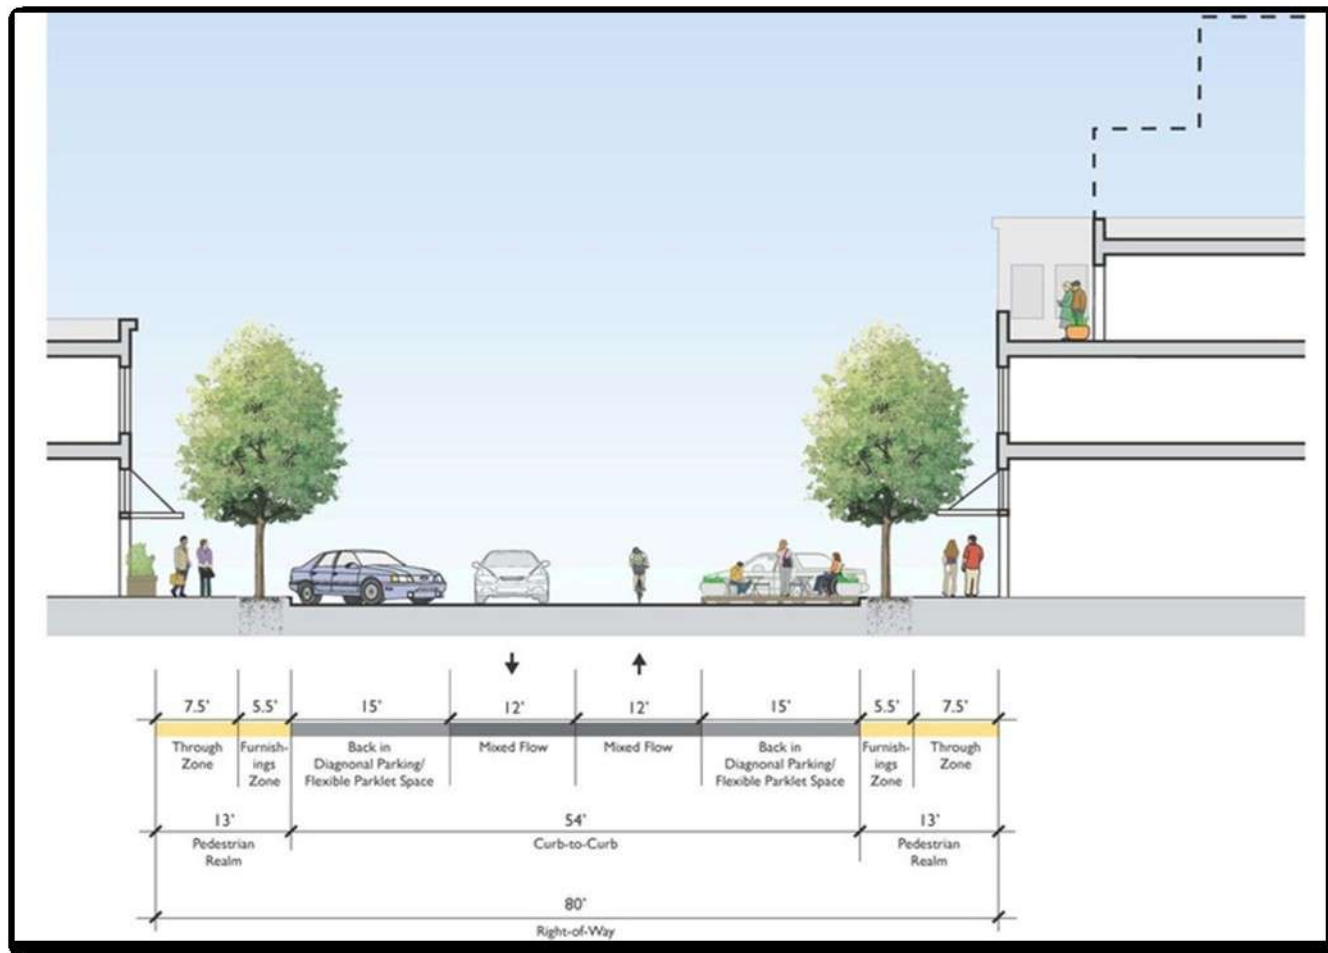 7.5' 5.5' 15' 12' 12' 15' 5.5' 7.5'
Through
Zone
Furnish-
ings
Zone
Back in
Diagnonal Parking/
Flexible Parklet Space
Mixed Flow
Mixed Flow
Back in
Diagnonal Parking/
Flexible Parklet Space
Furnish-
ings
Zone
Through
Zone
13' 54' 13'
Pedestrian
Realm
Curb-to-Curb
Pedestrian
Realm
80'
Right-of-Way